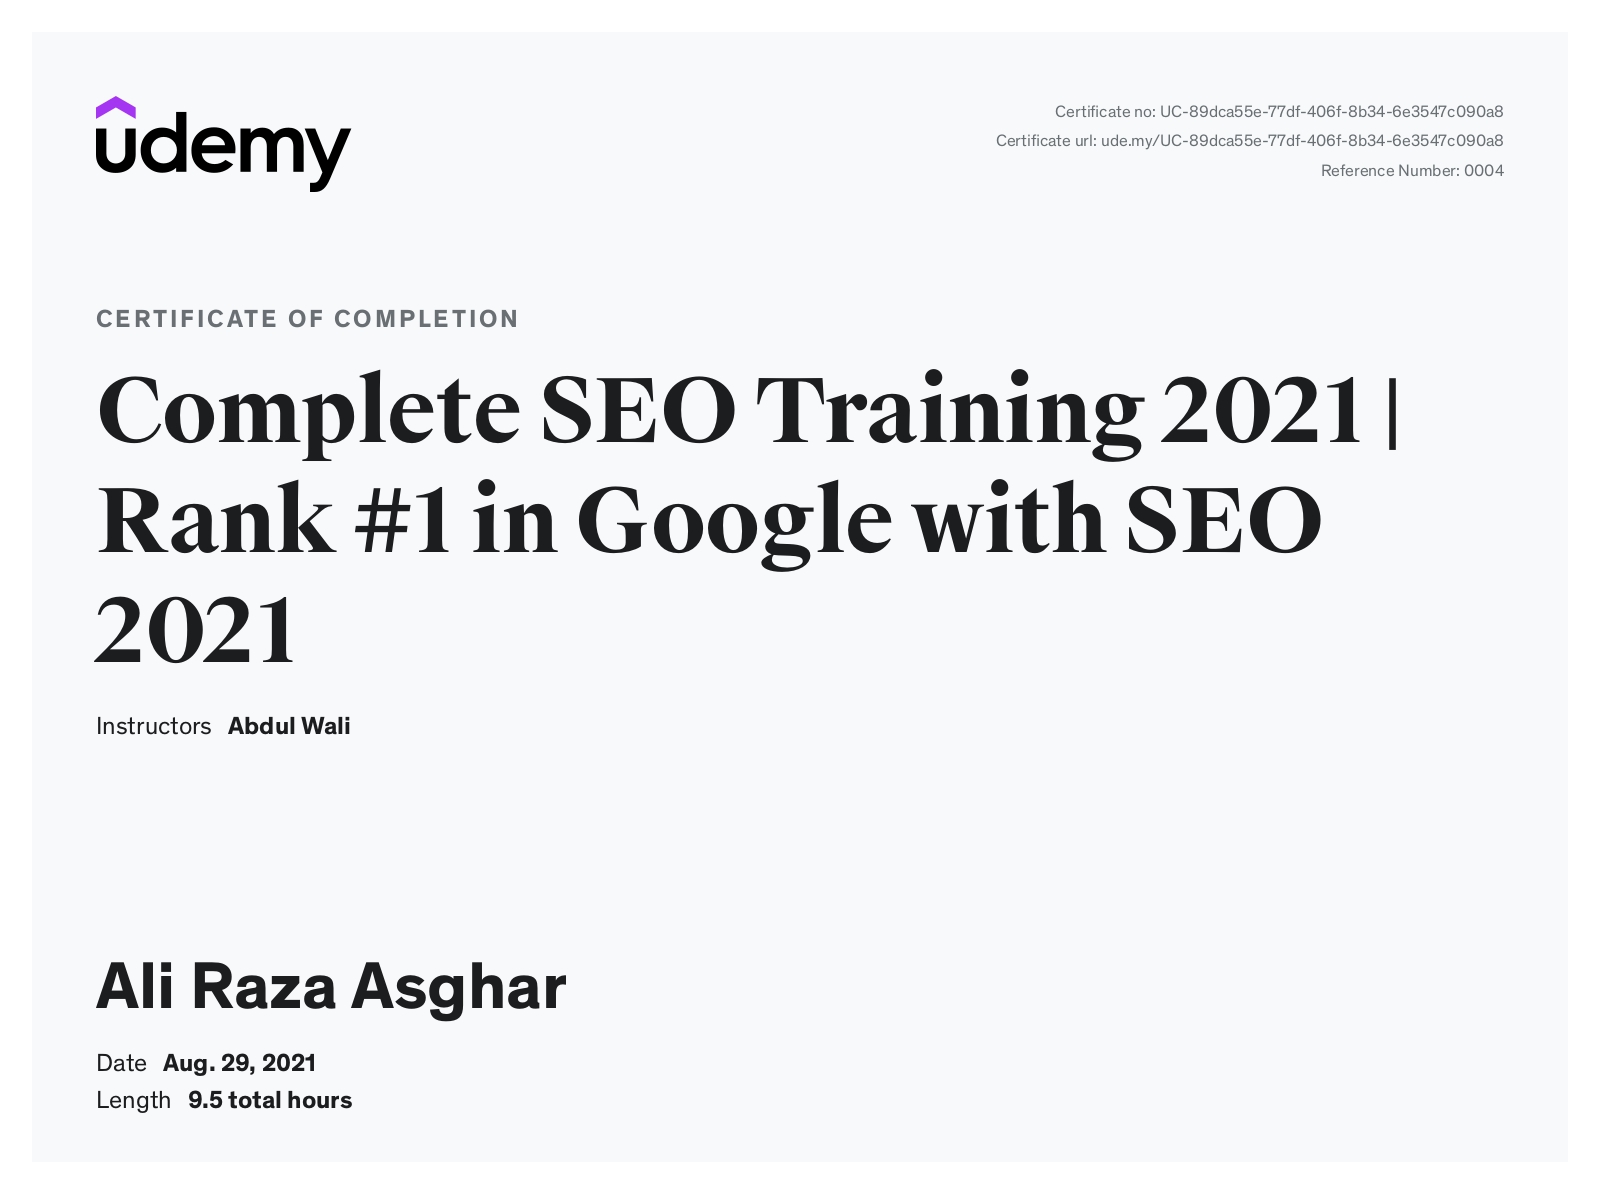 udemy
Certificate no: UC-89dca55e-77df-406f-8b34-6e3547c090a8
Certificate url: ude.my/UC-89dca55e-77df-406f-8b34-6e3547c090a8
Reference Number: 0004
CERTIFICATE OF COMPLETION
Complete SEO Training 2021 |
Rank #1 in Google with SEO
2021
Instructors Abdul Wali
Ali Raza Asghar
Date Aug. 29, 2021
Length 9.5 total hours